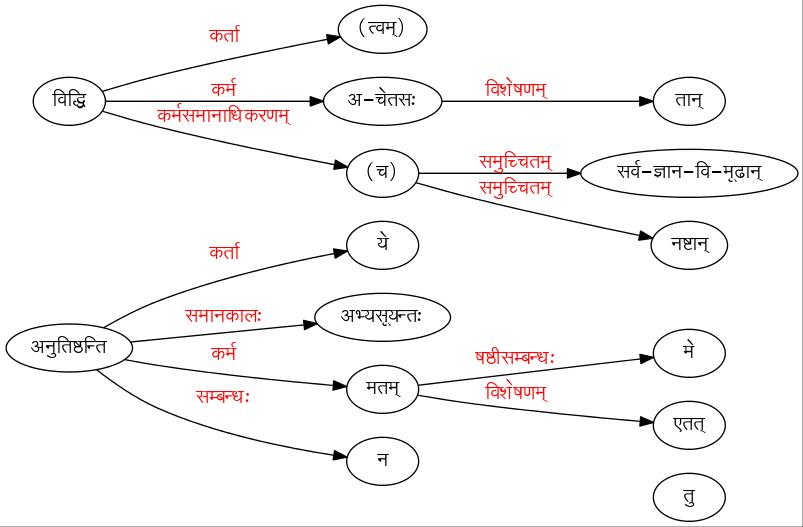 कर्ता
(त्वम्)
विद्धि
कर्म
अ-चेतसः
विशेषणम्
तान्
कर्मसमानाधिकरणम्
(च)
समुच्चितम्
सर्व-ज्ञान-वि-मूढान्
समुच्चितम्
नष्टान्
कर्ता
ये
समानकालः
अभ्यसूयन्तः
अनुतिष्ठन्ति
कर्म
मतम्
षष्ठीसम्बन्धः
मे
विशेषणम्
एतत्
सम्बन्धः
न
तु